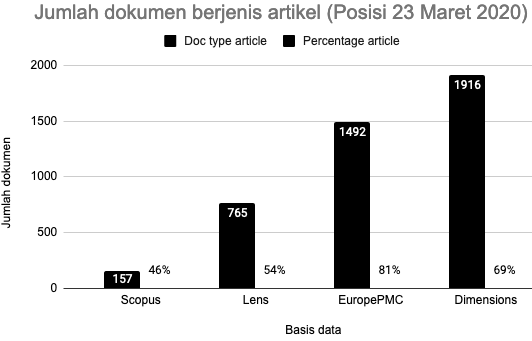 Jumlah dokumen berjenis artikel (Posisi 23 Maret 2020)
Doc type article Percentage article
Jumlah dokumen
2000
1500
1000
500
0
157 46%
765 54%
1492 81%
1916 69%
Scopus Lens EuropePMC Dimensions
Basis data